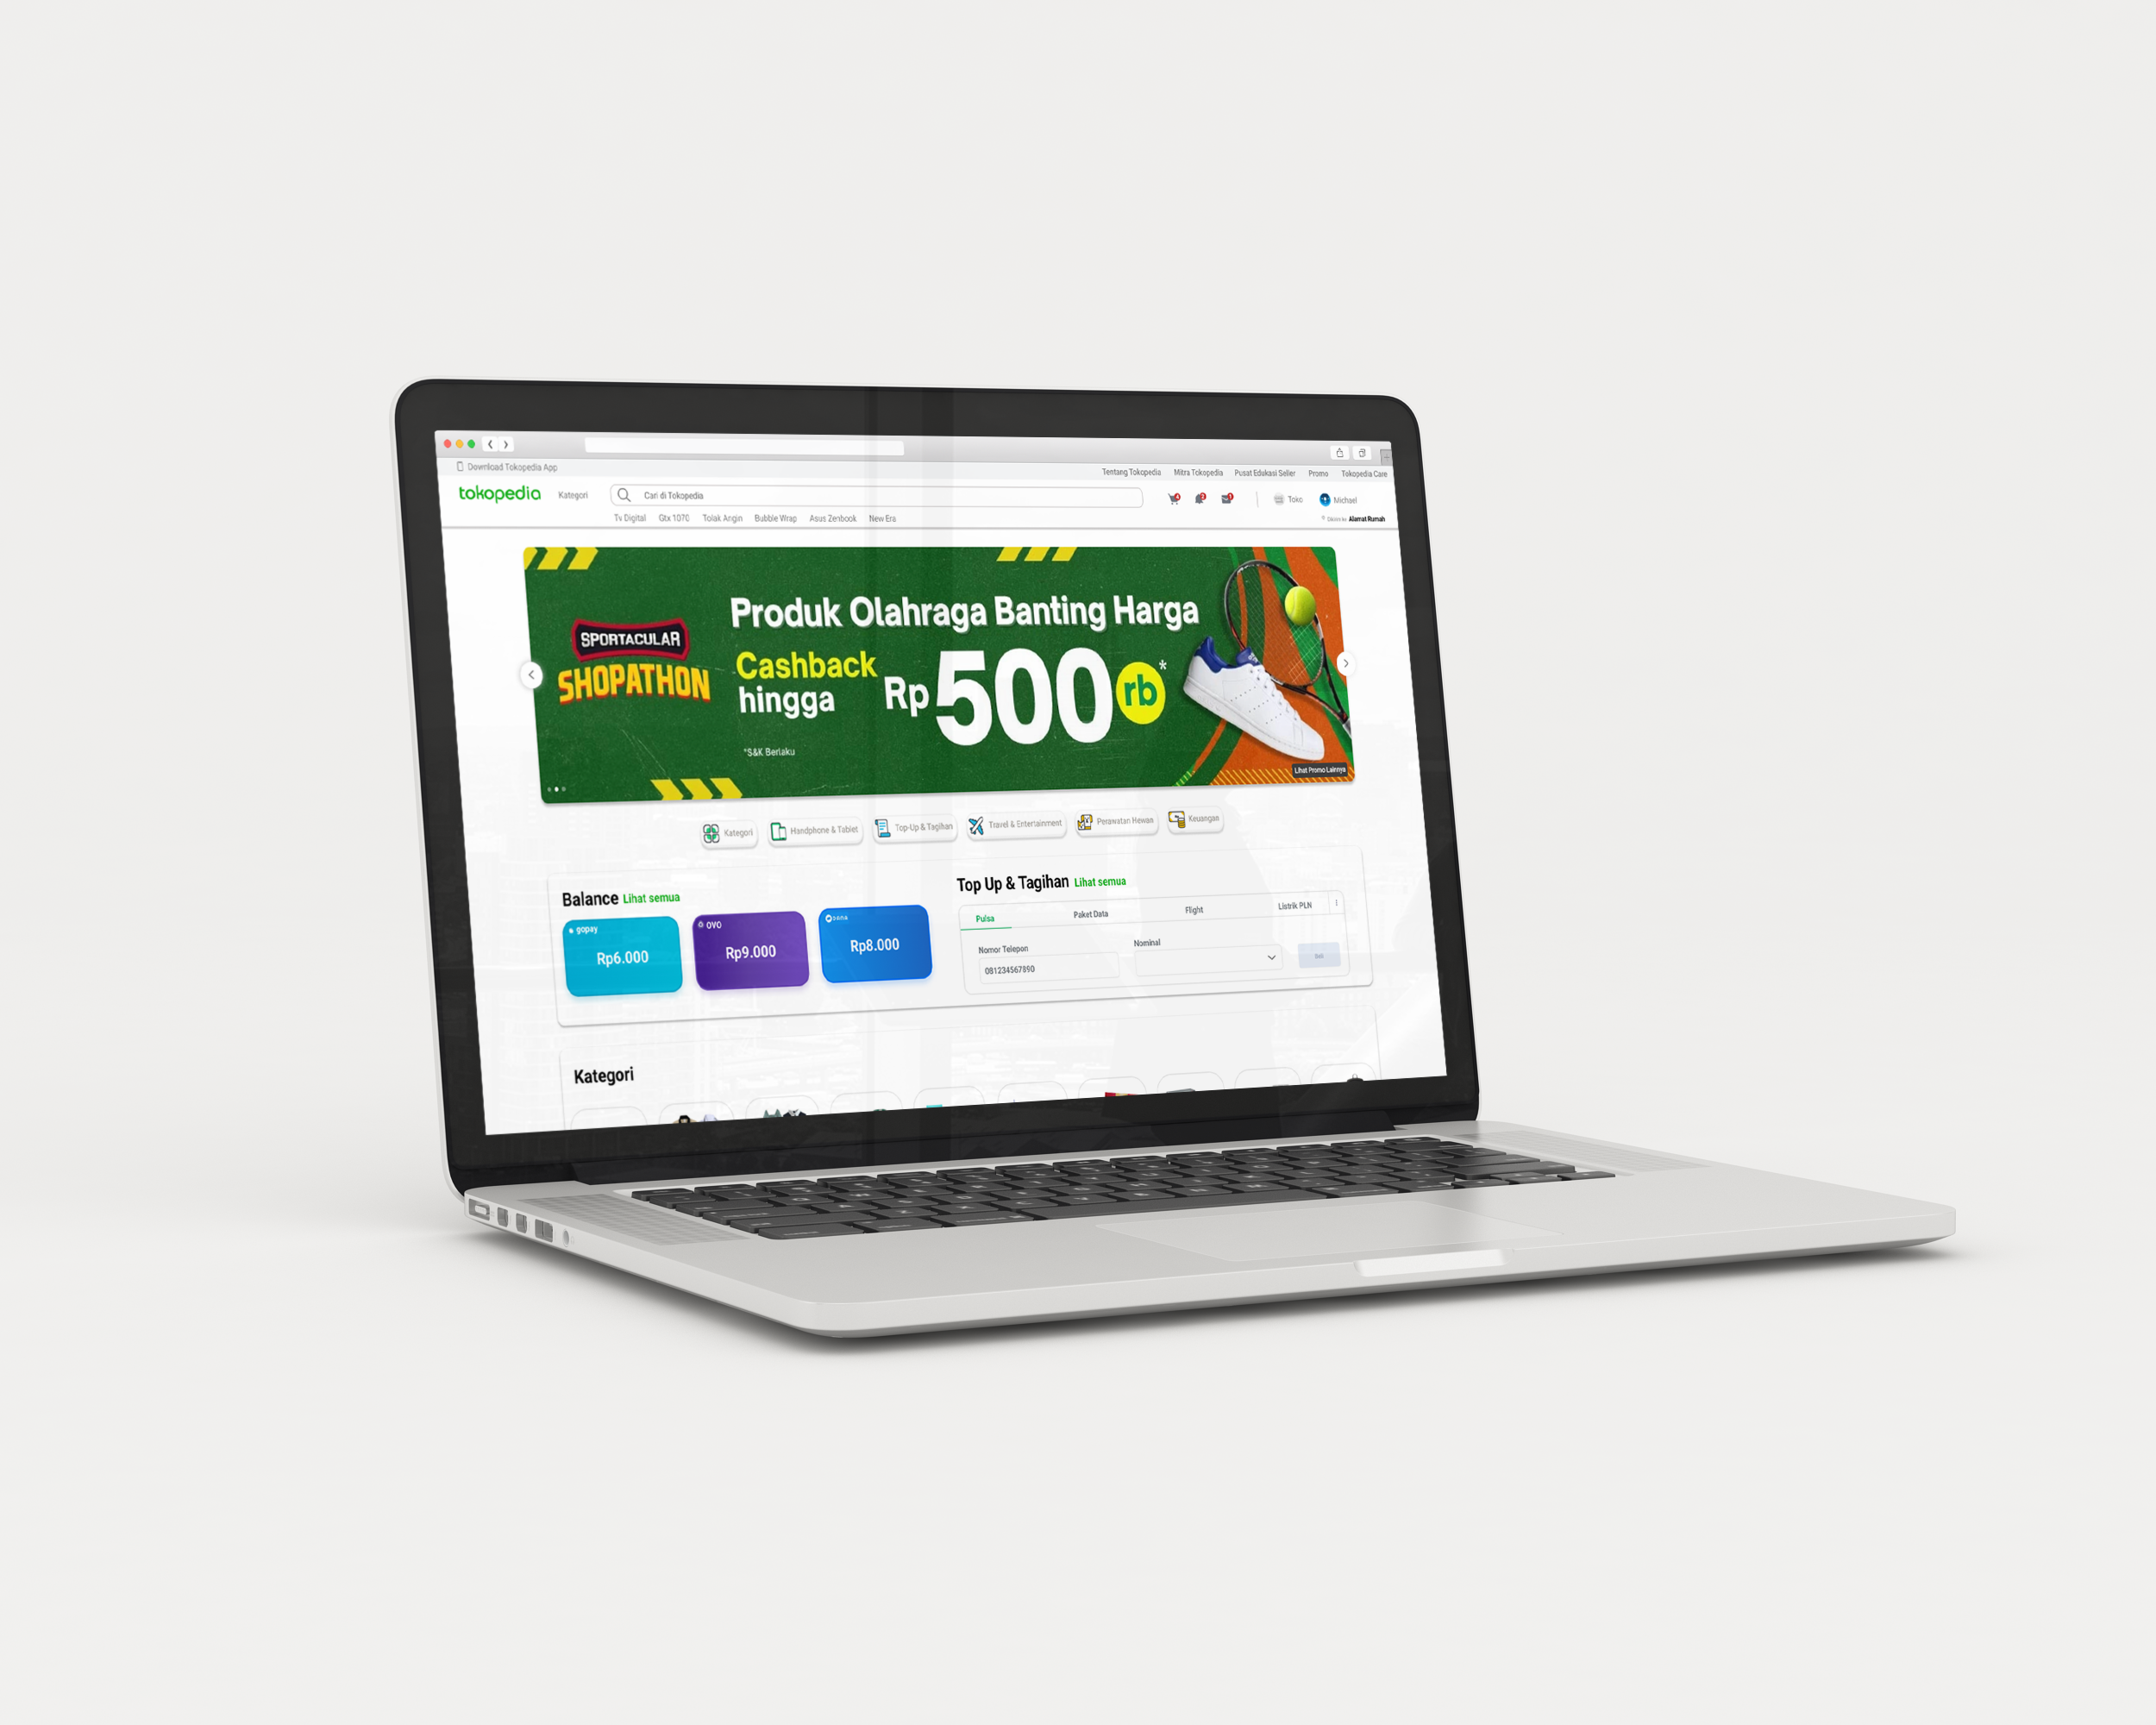 Download Tokopedia App
Tentang Tokopedia Mitra Tokopedia Pusat Edukasi Seller Promo Tokopedia Care
tokopedia Kategori Cari di Tokopedia Toko Michael
Tv Digital Gtx 1070 Tolak Angin Bubble Wrap Asus Zenbook New Era
Alamat Rumah
SPORTACULAR
SHOPATHON
Produk Olahraga Banting Harga
Cashback
hingga
Rp500rb*
*S&K Berlaku
Lihat Promo Lainnya
Kategori Handphone & Tablet Top-Up & Tagihan Travel & Entertainment Perawatan Hewan Keuangan
Balance Lihat semua
gopay
Rp6.000
OVO
Rp9.000
DANA
Rp8.000
Top Up & Tagihan Lihat semua
Pulsa Paket Data Flight Listrik PLN
Nomor Telepon Nominal
081234567890
Kategori